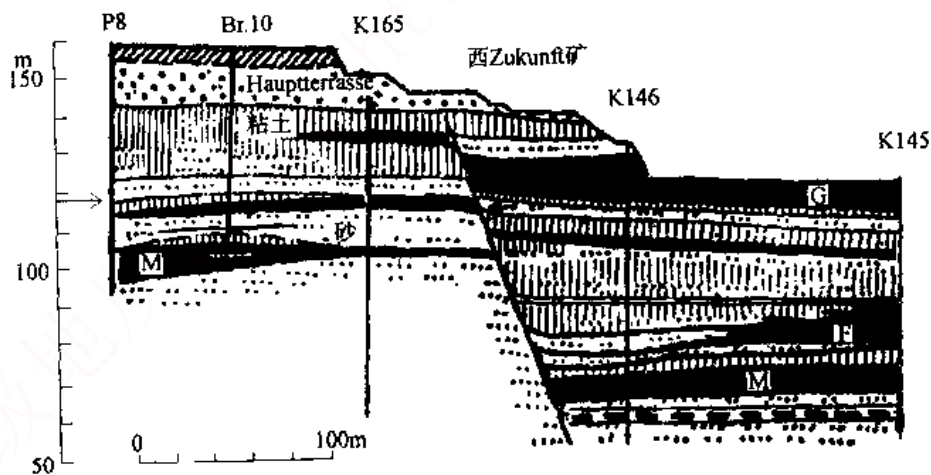 P8
Br.10
K165
西Zukunft矿
K146
K145
m
150
100
50
Hauptterrasse
粘土
砂
M
G
F
M
0
100m